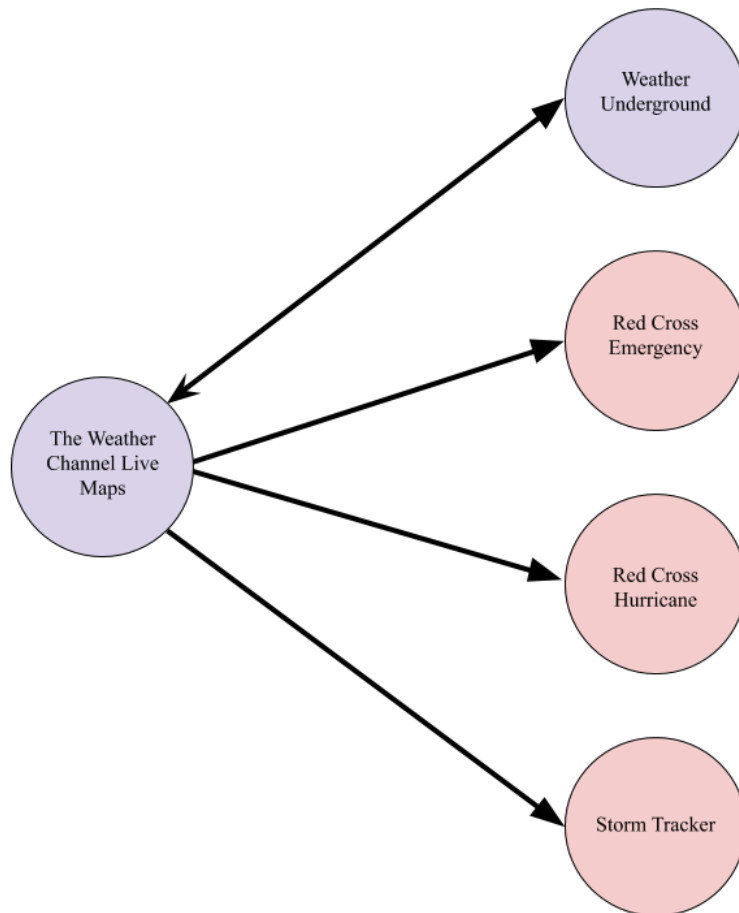 Weather
Underground
Red Cross
Emergency
The Weather
Channel Live
Maps
Red Cross
Hurricane
Storm Tracker